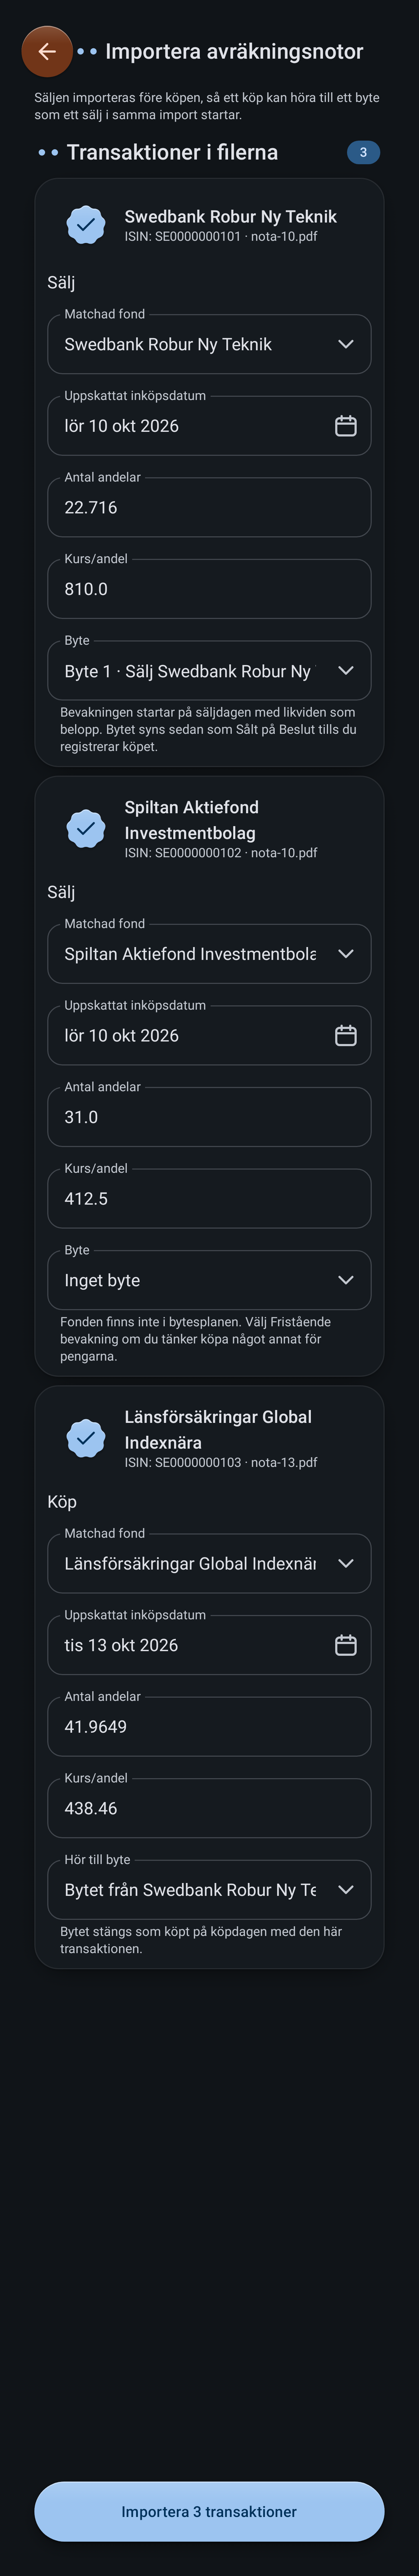 Importera avräkningsnotor
Säljen importeras före köpen, så ett köp kan höra till ett byte
som ett sälj i samma import startar.
Transaktioner i filerna
3
Swedbank Robur Ny Teknik
ISIN: SE0000000101 · nota-10.pdf
Sälj
Matchad fond
Swedbank Robur Ny Teknik
Uppskattat inköpsdatum
lör 10 okt 2026
Antal andelar
22.716
Kurs/andel
810.0
Byte
Byte 1 · Sälj Swedbank Robur Ny
Bevakningen startar på säljdagen med likviden som
belopp. Bytet syns sedan som Sålt på Beslut tills du
registrerar köpet.
Spiltan Aktiefond
Investmentbolag
ISIN: SE0000000102 · nota-10.pdf
Sälj
Matchad fond
Spiltan Aktiefond Investmentbola
Uppskattat inköpsdatum
lör 10 okt 2026
Antal andelar
31.0
Kurs/andel
412.5
Byte
Inget byte
Fonden finns inte i bytesplanen. Välj Fristående
bevakning om du tänker köpa något annat för
pengarna.
Länsförsäkringar Global
Indexnära
ISIN: SE0000000103 · nota-13.pdf
Köp
Matchad fond
Länsförsäkringar Global Indexnär
Uppskattat inköpsdatum
tis 13 okt 2026
Antal andelar
41.9649
Kurs/andel
438.46
Hör till byte
Bytet från Swedbank Robur Ny Te
Bytet stängs som köpt på köpdagen med den här
transaktionen.
Importera 3 transaktioner